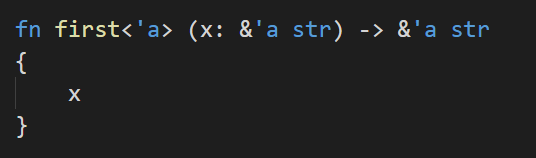 fn first<'a> (x: &'a str) -> &'a str
{
    x
}